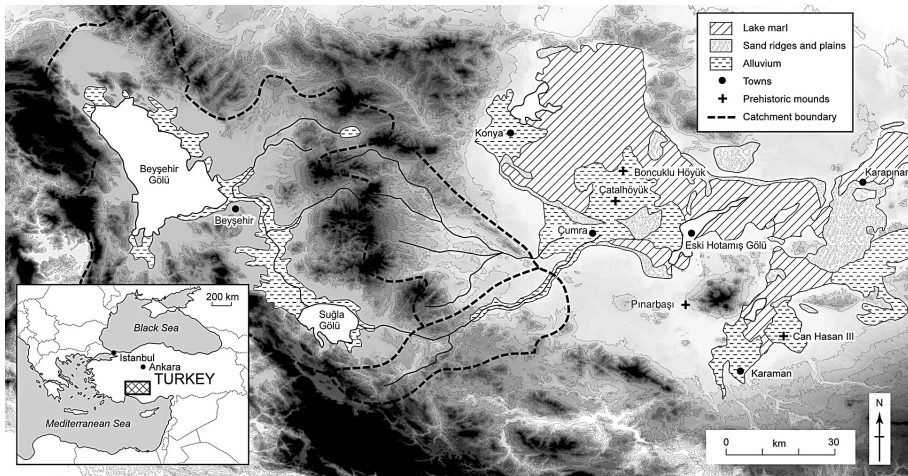 Lake marl
Sand ridges and plains
Alluvium
Towns
Prehistoric mounds
Catchment boundary
Konya
Beyşehir
Gölü
Boncuklu Höyük
Karapınar
Çatalhöyük
Beyşehir
Çumra
Eski Hotamış Gölü
Pınarbaşı
Suğla
Gölü
Can Hasan III
Karaman
200 km
Black Sea
Istanbul
Ankara
TURKEY
Mediterranean Sea
N
0
km
30